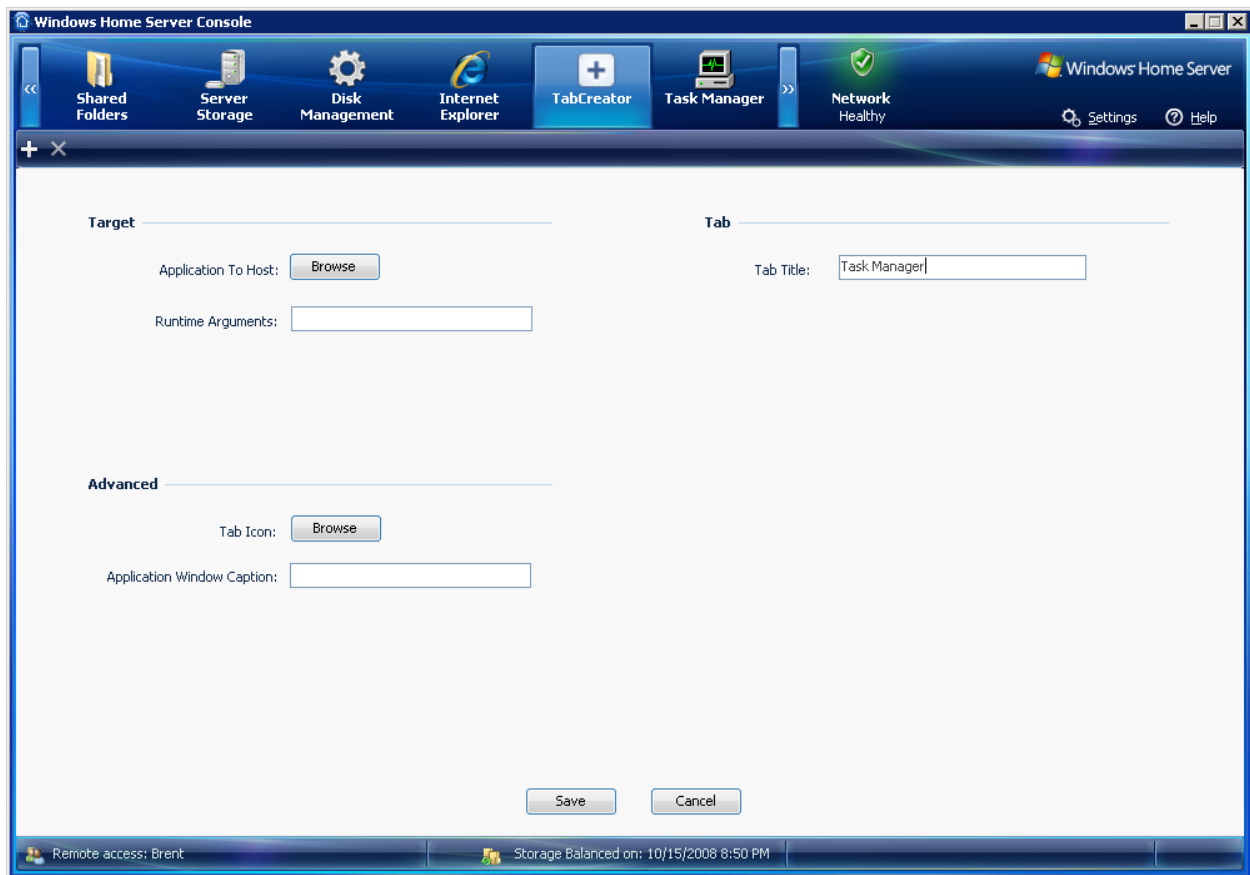 Windows Home Server Console
Shared Folders
Server Storage
Disk Management
Internet Explorer
TabCreator
Task Manager
Network
Healthy
Windows Home Server
Settings
Help
Target
Tab
Application To Host: Browse
Tab Title: Task Manager
Runtime Arguments:
Advanced
Tab Icon: Browse
Application Window Caption:
Save Cancel
Remote access: Brent
Storage Balanced on: 10/15/2008 8:50 PM